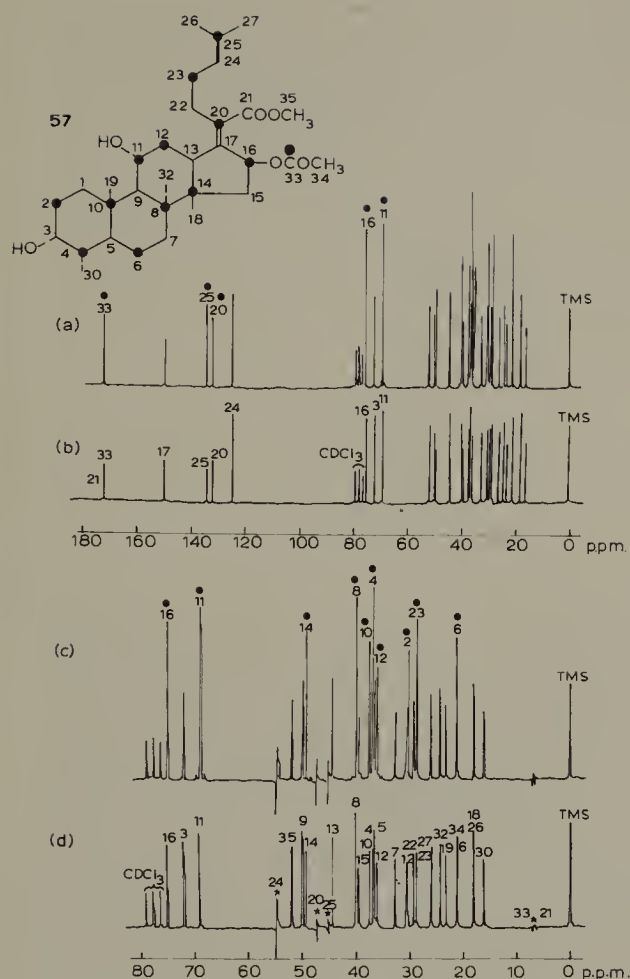 26 27
25
24
23
22
21 35
20 COOCH3
57
12
17
HO 11 13 16
OCOCH3
33 34
1 19 9 32 14 15
2 10 8 18
3 5 7
HO 4 6
30
16 11
33 25 20
(a) TMS
24
16 3 11
33 17 20
21 25 CDCl3
(b)
180 160 140 120 100 80 60 40 20 0 p.p.m.
4
8 23
16 11 14 10 12 2 6
(c) TMS
8
16 3 11 9 13 4 5 22 27 32 34 18
35 14 10 23 19 6 26
15 12 7 12 30
CDCl3 24 20 25 33 21 TMS
* * * *
(d)
80 70 60 50 40 30 20 10 0 p.p.m.